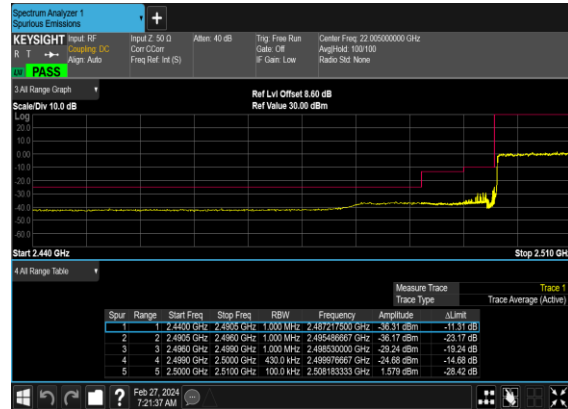 Spectrum Analyzer 1
Spurious Emissions
+
KEYSIGHT Input: RF Input Z: 50 Ω Atten: 40 dB Trig: Free Run Center Freq: 22.005000000 GHz
R T Coupling: DC Corr CCorr Gate: Off Avg|Hold: 100/100
Align: Auto Freq Ref: Int (S) IF Gain: Low Radio Std: None
PASS
3 All Range Graph
Ref Lvl Offset 8.60 dB
Scale/Div 10.0 dB Ref Value 30.00 dBm
Log
20.0
10.0
0.00
-10.0
-20.0
-30.0
-40.0
-50.0
-60.0
Start 2.440 GHz Stop 2.510 GH
4 All Range Table
Measure Trace Trace 1
Trace Type Trace Average (Active)
Spur Range Start Freq Stop Freq RBW Frequency Amplitude ΔLimit
1 1 2.4400 GHz 2.4905 GHz 1.000 MHz 2.487217500 GHz -36.31 dBm -11.31 dB
2 2 2.4905 GHz 2.4960 GHz 1.000 MHz 2.495486667 GHz -36.17 dBm -23.17 dB
3 3 2.4960 GHz 2.4990 GHz 1.000 MHz 2.498530000 GHz -29.24 dBm -19.24 dB
4 4 2.4990 GHz 2.5000 GHz 430.0 kHz 2.499976667 GHz -24.68 dBm -14.68 dB
5 5 2.5000 GHz 2.5100 GHz 100.0 kHz 2.508183333 GHz 1.579 dBm -28.42 dB
? Feb 27, 2024
7:21:37 AM